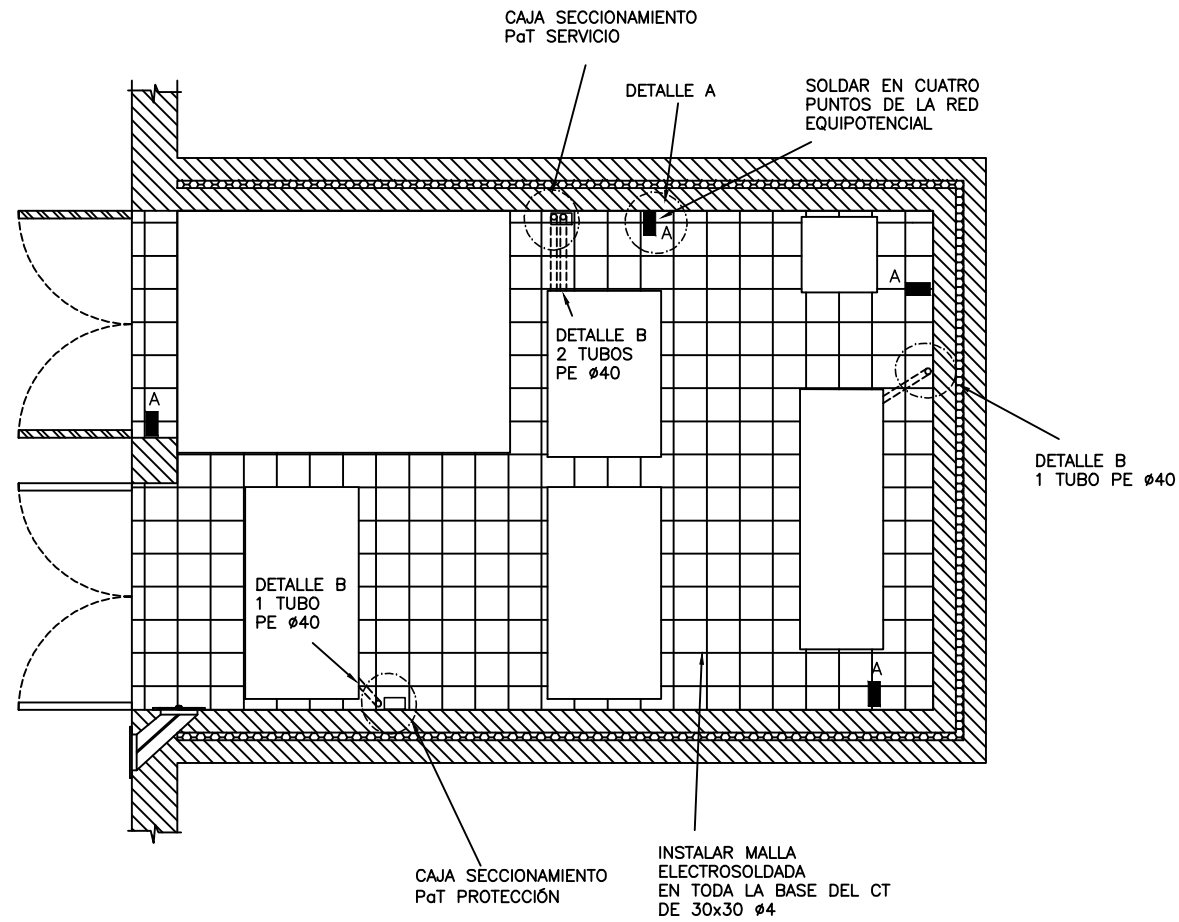 CAJA SECCIONAMIENTO
PaT SERVICIO
DETALLE A
SOLDAR EN CUATRO
PUNTOS DE LA RED
EQUIPOTENCIAL
A
A
DETALLE B
2 TUBOS
PE ø40
A
DETALLE B
1 TUBO PE ø40
DETALLE B
1 TUBO
PE ø40
A
CAJA SECCIONAMIENTO
PaT PROTECCIÓN
INSTALAR MALLA
ELECTROSOLDADA
EN TODA LA BASE DEL CT
DE 30x30 ø4